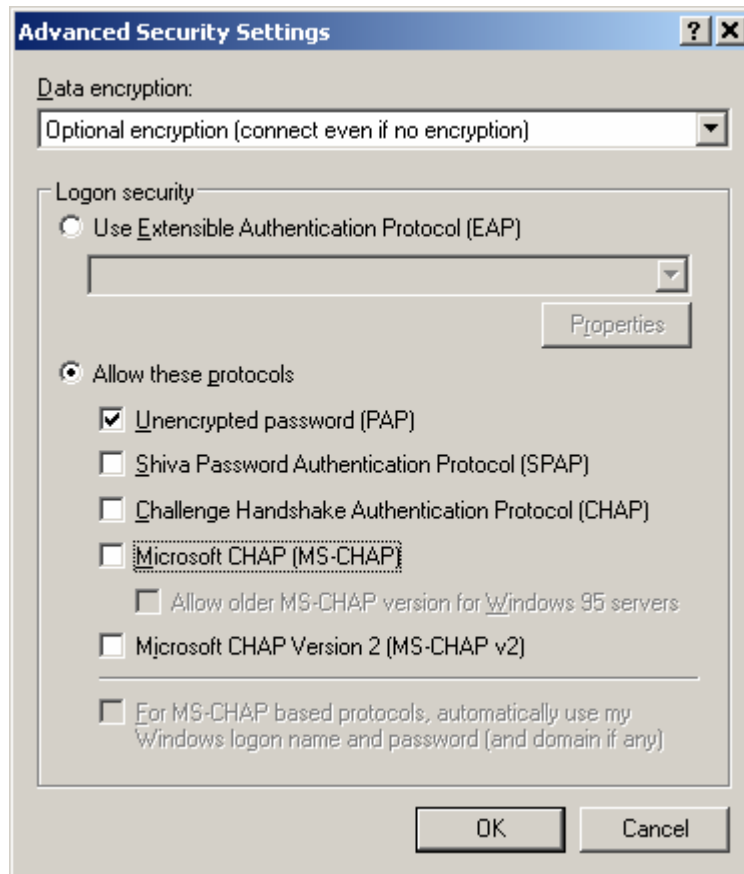 Advanced Security Settings
Data encryption:
Optional encryption (connect even if no encryption)
Logon security
Use Extensible Authentication Protocol (EAP)
Properties
Allow these protocols
Unencrypted password (PAP)
Shiva Password Authentication Protocol (SPAP)
Challenge Handshake Authentication Protocol (CHAP)
Microsoft CHAP (MS-CHAP)
Allow older MS-CHAP version for Windows 95 servers
Microsoft CHAP Version 2 (MS-CHAP v2)
For MS-CHAP based protocols, automatically use my
Windows logon name and password (and domain if any)
OK Cancel